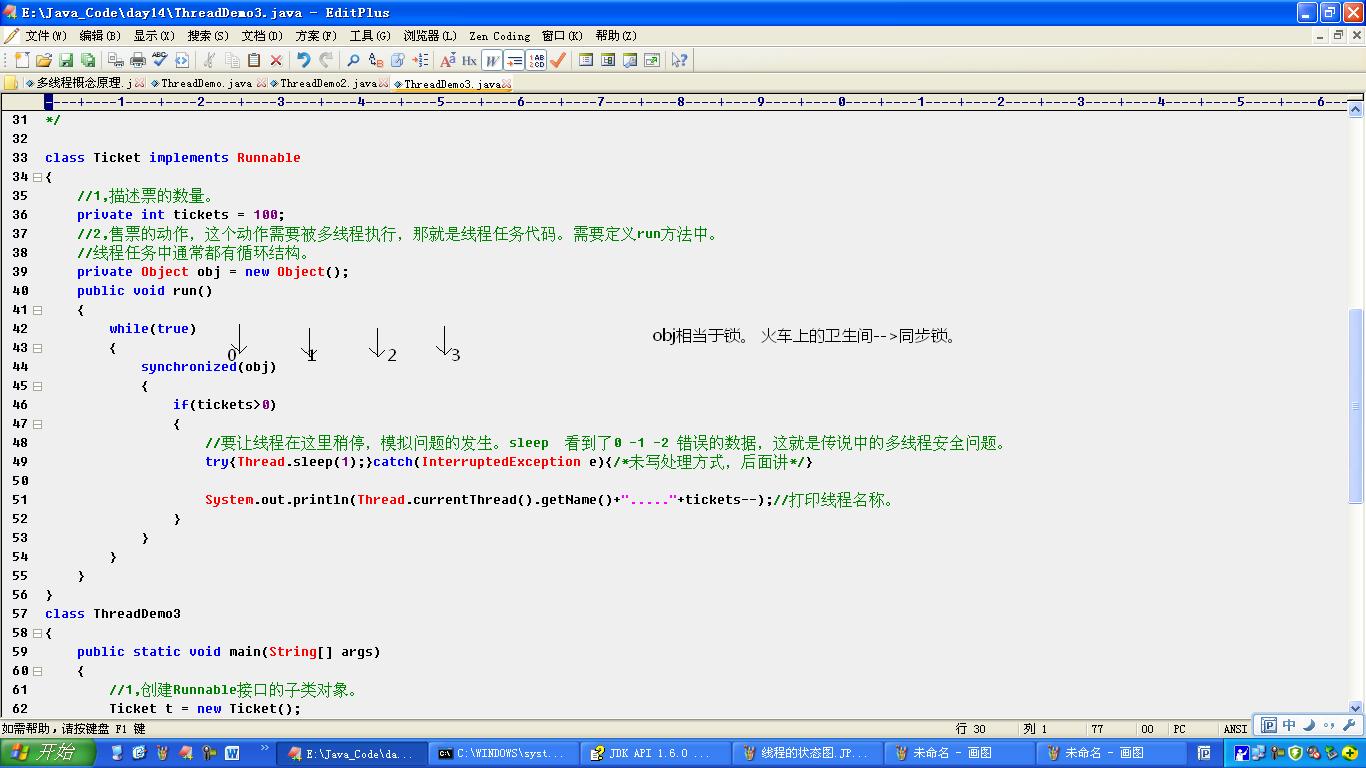 E:\Java_Code\day14\ThreadDemo3.java - EditPlus
文件(W) 编辑(B) 显示(X) 搜索(S) 文档(D) 方案(P) 工具(G) 浏览器(L) Zen Coding 窗口(K) 帮助(Z)
多线程概念原理.j ThreadDemo.java ThreadDemo2.java ThreadDemo3.java
----+----1----+----2----+----3----+----4----+----5----+----6----+----7----+----8----+----9----+----0----+----1----+----2----+----3----+----4----+----5----+----6--
31 */
32
33 class Ticket implements Runnable
34 {
35 //1,描述票的数量。
36 private int tickets = 100;
37 //2,售票的动作，这个动作需要被多线程执行，那就是线程任务代码。需要定义run方法中。
38 //线程任务中通常都有循环结构。
39 private Object obj = new Object();
40 public void run()
41 {
42 while(true)
obj相当于锁。 火车上的卫生间-->同步锁。
43 {
0 1 2 3
44 synchronized(obj)
45 {
46 if(tickets>0)
47 {
48 //要让线程在这里稍停，模拟问题的发生。sleep 看到了0 -1 -2 错误的数据，这就是传说中的多线程安全问题。
49 try{Thread.sleep(1);}catch(InterruptedException e){/*未写处理方式，后面讲*/}
50
51 System.out.println(Thread.currentThread().getName()+"....."+tickets--);//打印线程名称。
52 }
53 }
54 }
55 }
56 }
57 class ThreadDemo3
58 {
59 public static void main(String[] args)
60 {
61 //1,创建Runnable接口的子类对象。
62 Ticket t = new Ticket();
如需帮助，请按键盘 F1 键 行 30 列 1 77 00 PC ANSI 中
开始 E:\Java_Code\da... C:\WINDOWS\syst... JDK API 1.6.0 ... 线程的状态图.JP... 未命名 - 画图 未命名 - 画图